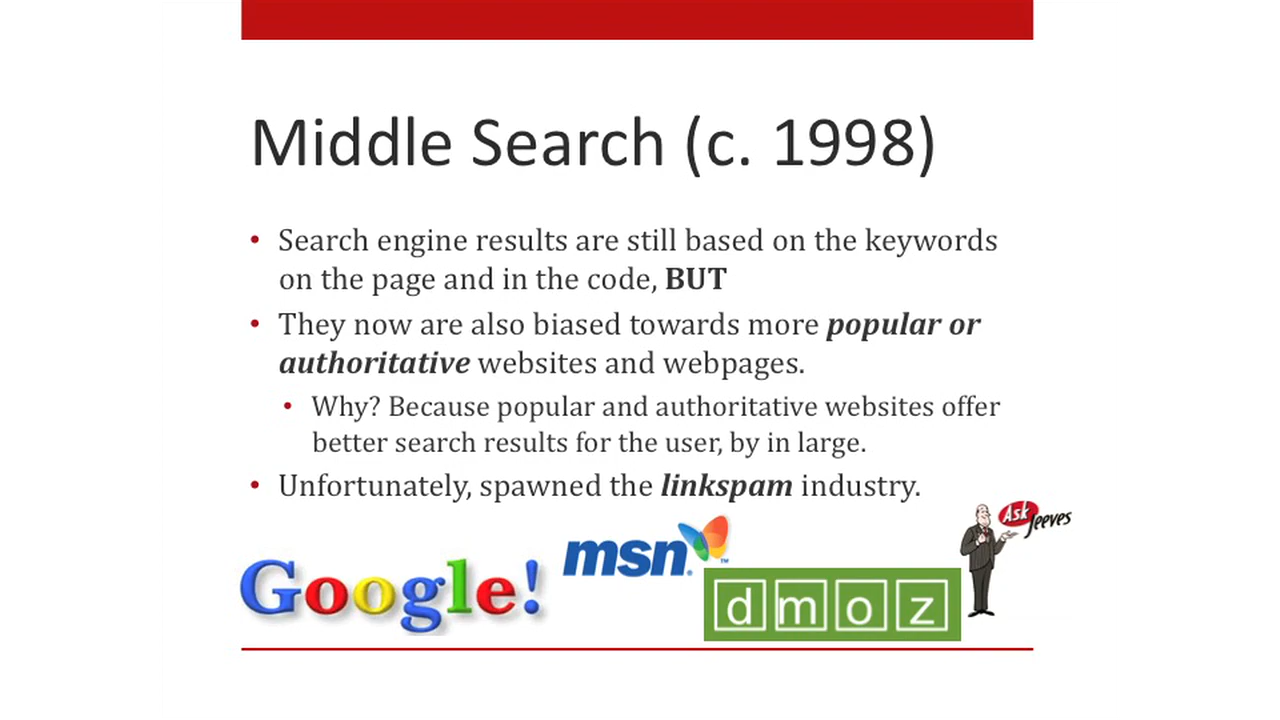 Middle Search (c. 1998)
• Search engine results are still based on the keywords
on the page and in the code, BUT
• They now are also biased towards more popular or
authoritative websites and webpages.
• Why? Because popular and authoritative websites offer
better search results for the user, by in large.
• Unfortunately, spawned the linkspam industry.
Ask
Jeeves
msn
Google!
dmoz